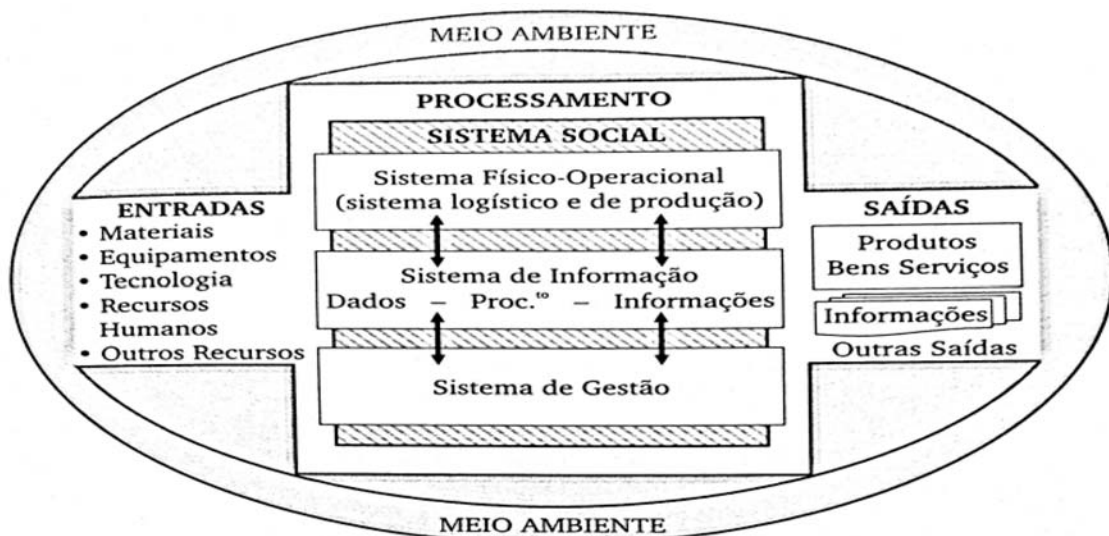 MEIO AMBIENTE
PROCESSAMENTO
SISTEMA SOCIAL
Sistema Físico-Operacional
(sistema logístico e de produção)
ENTRADAS
• Materiais
• Equipamentos
• Tecnologia
• Recursos
Humanos
• Outros Recursos
Sistema de Informação
Dados – Proc.to – Informações
Sistema de Gestão
SAÍDAS
Produtos
Bens Serviços
Informações
Outras Saídas
MEIO AMBIENTE